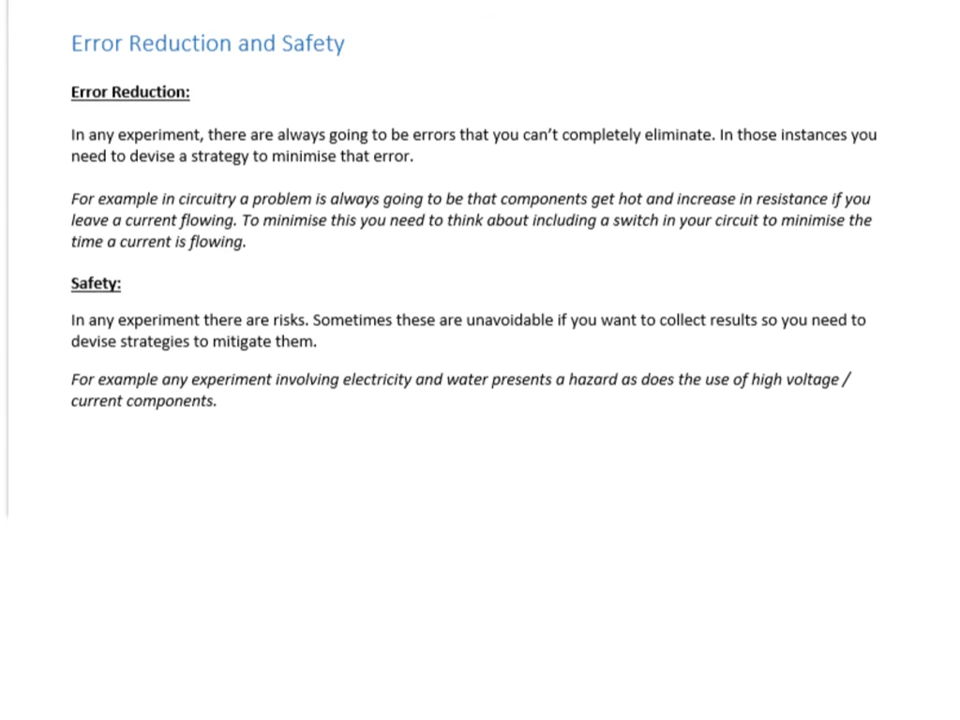 Error Reduction and Safety
Error Reduction:
In any experiment, there are always going to be errors that you can't completely eliminate. In those instances you
need to devise a strategy to minimise that error.
For example in circuitry a problem is always going to be that components get hot and increase in resistance if you
leave a current flowing. To minimise this you need to think about including a switch in your circuit to minimise the
time a current is flowing.
Safety:
In any experiment there are risks. Sometimes these are unavoidable if you want to collect results so you need to
devise strategies to mitigate them.
For example any experiment involving electricity and water presents a hazard as does the use of high voltage /
current components.